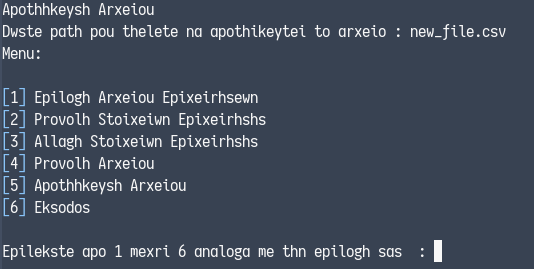 Apothhkeysh Arxeiou
Dwste path pou thelete na apothikeytei to arxeio : new_file.csv
Menu:
[1] Epilogh Arxeiou Epixeirhsewn
[2] Provolh Stoixeiwn Epixeirhshs
[3] Allagh Stoixeiwn Epixeirhshs
[4] Provolh Arxeiou
[5] Apothhkeysh Arxeiou
[6] Eksodos
Epilekste apo 1 mexri 6 analoga me thn epilogh sas  :